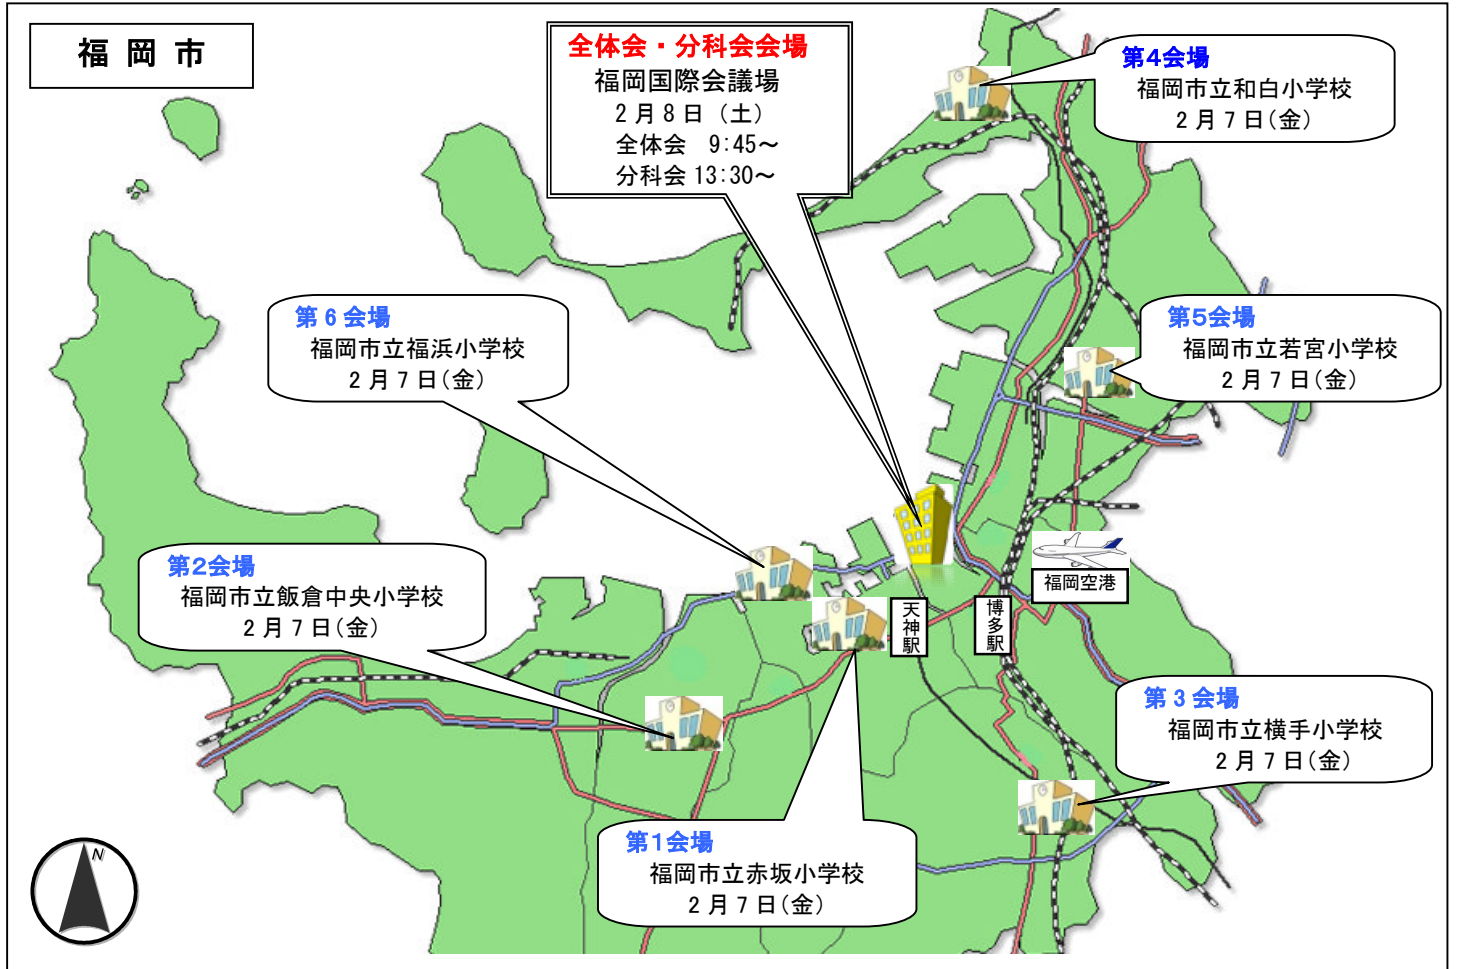 福岡市
全体会・分科会会場
福岡国際会議場
2月8日（土）
全体会　9:45～
分科会 13:30～
第4会場
福岡市立和白小学校
2月7日(金)
第6会場
福岡市立福浜小学校
2月7日(金)
第5会場
福岡市立若宮小学校
2月7日(金)
第2会場
福岡市立飯倉中央小学校
2月7日(金)
福岡空港
天神駅
博多駅
第3会場
福岡市立横手小学校
2月7日(金)
第1会場
福岡市立赤坂小学校
2月7日(金)
N